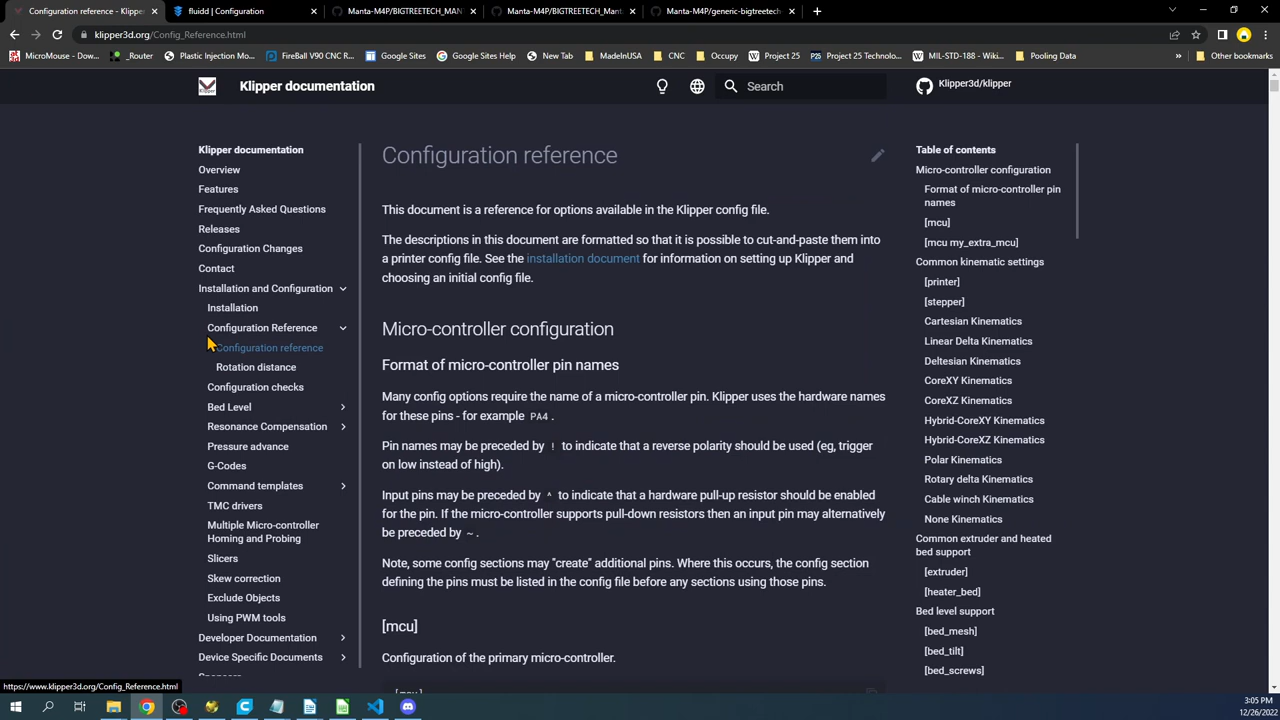 Configuration reference - Klipper
fluidd | Configuration
Manta-M4P/BIGTREETECH_MANT
Manta-M4P/BIGTREETECH_Manta
Manta-M4P/generic-bigtreetech
klipper3d.org/Config_Reference.html
MicroMouse - Dow...
_Router
Plastic Injection Mo...
FireBall V90 CNC R...
Google Sites
Google Sites
New Tab
MadeInUSA
CNC
Occupy
Project 25
Project 25 Technolo...
MIL-STD-188 - Wiki...
Pooling Data
»
Other bookmarks
Klipper documentation
Search
Klipper3d/klipper
Klipper documentation
Overview
Features
Frequently Asked Questions
Releases
Configuration Changes
Contact
Installation and Configuration
Installation
Configuration Reference
Configuration reference
Rotation distance
Configuration checks
Bed Level
Resonance Compensation
Pressure advance
G-Codes
Command templates
TMC drivers
Multiple Micro-controller
Homing and Probing
Slicers
Skew correction
Exclude Objects
Using PWM tools
Developer Documentation
Device Specific Documents
Configuration reference
This document is a reference for options available in the Klipper config file.
The descriptions in this document are formatted so that it is possible to cut-and-paste them into
a printer config file. See the installation document for information on setting up Klipper and
choosing an initial config file.
Micro-controller configuration
Format of micro-controller pin names
Many config options require the name of a micro-controller pin. Klipper uses the hardware names
for these pins - for example PA4 .
Pin names may be preceded by ! to indicate that a reverse polarity should be used (eg, trigger
on low instead of high).
Input pins may be preceded by ^ to indicate that a hardware pull-up resistor should be enabled
for the pin. If the micro-controller supports pull-down resistors then an input pin may alternatively
be preceded by ~ .
Note, some config sections may "create" additional pins. Where this occurs, the config section
defining the pins must be listed in the config file before any sections using those pins.
[mcu]
Configuration of the primary micro-controller.
Table of contents
Micro-controller configuration
Format of micro-controller pin
names
[mcu]
[mcu my_extra_mcu]
Common kinematic settings
[printer]
[stepper]
Cartesian Kinematics
Linear Delta Kinematics
Deltesian Kinematics
CoreXY Kinematics
CoreXZ Kinematics
Hybrid-CoreXY Kinematics
Hybrid-CoreXZ Kinematics
Polar Kinematics
Rotary delta Kinematics
Cable winch Kinematics
None Kinematics
Common extruder and heated
bed support
[extruder]
[heater_bed]
Bed level support
[bed_mesh]
[bed_tilt]
[bed_screws]
https://www.klipper3d.org/Config_Reference.html
3:05 PM
12/26/2022